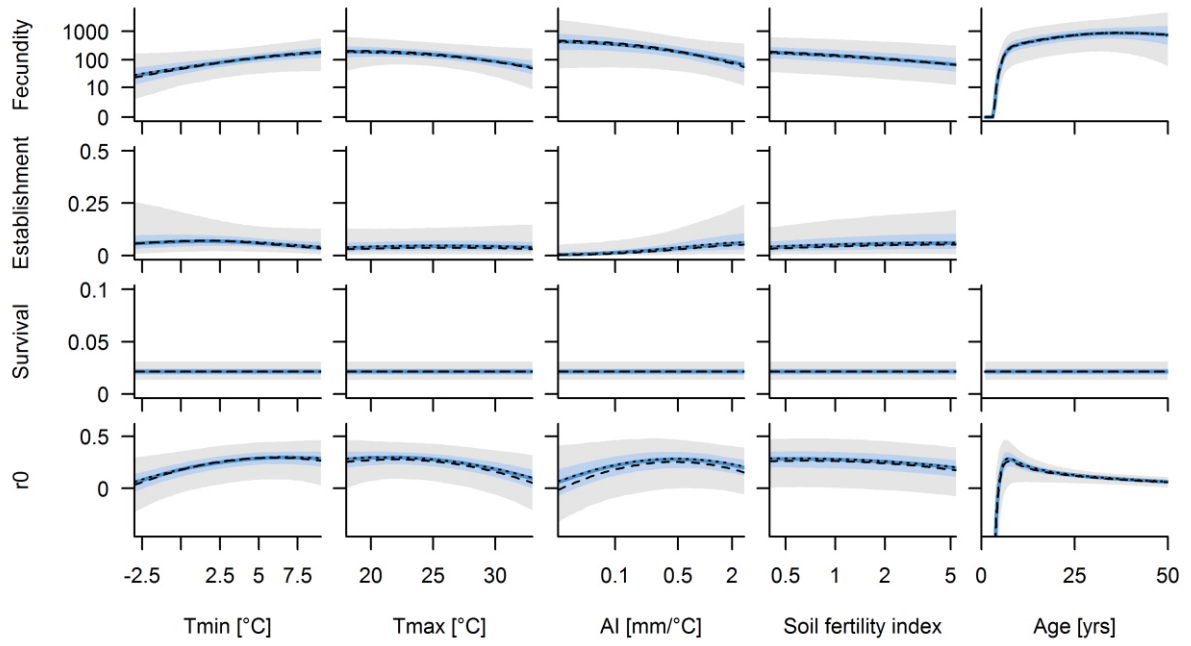 Fecundity
1000
100
10
0
Establishment
0.5
0.25
0
Survival
0.1
0.05
0
r0
0.5
0
-2.5 2.5 5 7.5 20 25 30 0.1 0.5 2 0.5 1 2 5 0 25 50
Tmin [°C] Tmax [°C] AI [mm/°C] Soil fertility index Age [yrs]